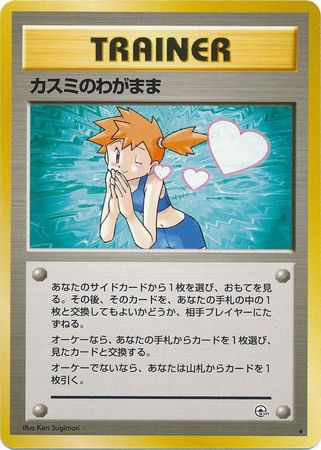 TRAINER
カスミのわがまま
あなたのサイドカードから1枚を選び、おもてを見
る。その後、そのカードを、あなたの手札の中の1
枚と交換してもよいかどうか、相手プレイヤーにた
ずねる。
オーケーなら、あなたの手札からカードを1枚選び、
見たカードと交換する。
オーケーでないなら、あなたは山札からカードを1
枚引く。
Illus.Ken Sugimori